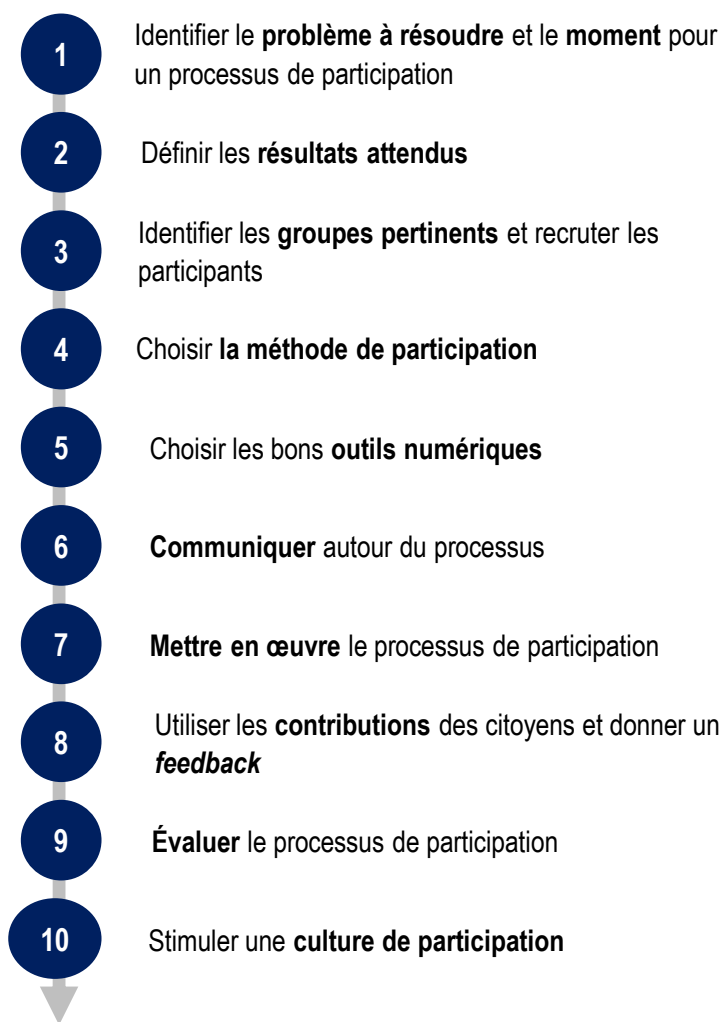 1
Identifier le problème à résoudre et le moment pour
un processus de participation
2
Définir les résultats attendus
3
Identifier les groupes pertinents et recruter les
participants
4
Choisir la méthode de participation
5
Choisir les bons outils numériques
6
Communiquer autour du processus
7
Mettre en œuvre le processus de participation
8
Utiliser les contributions des citoyens et donner un
feedback
9
Évaluer le processus de participation
10
Stimuler une culture de participation